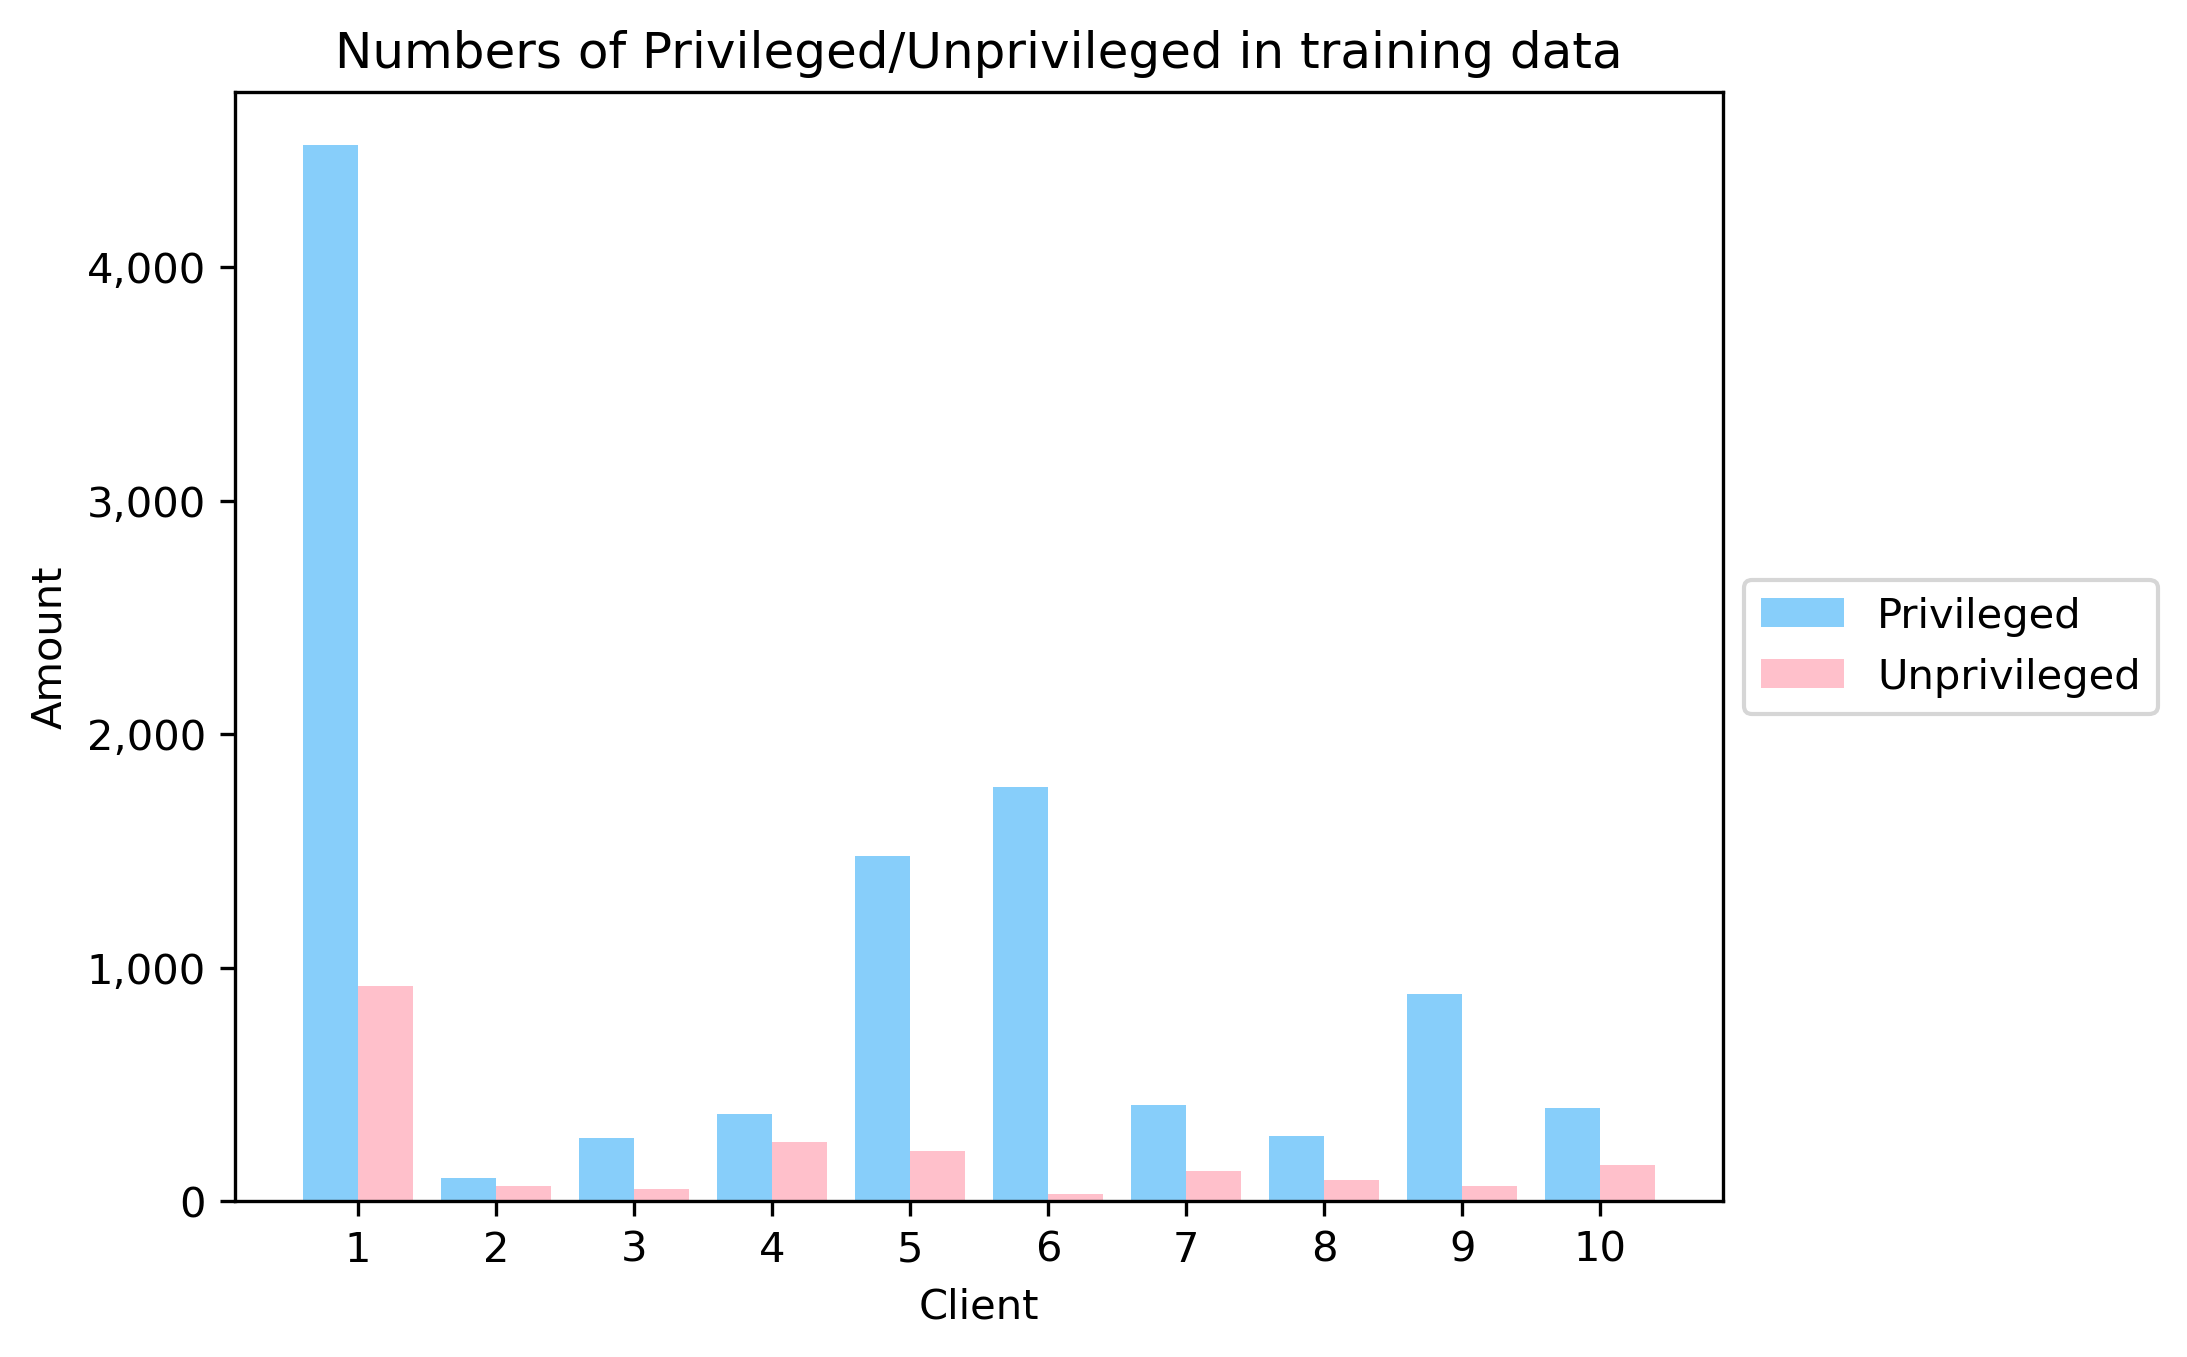 Numbers of Privileged/Unprivileged in training data
Amount
4,000
3,000
2,000
1,000
0
1 2 3 4 5 6 7 8 9 10
Client
Privileged
Unprivileged